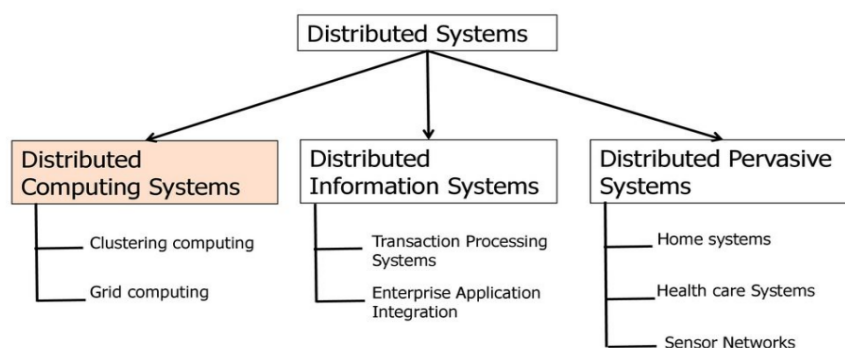 Distributed Systems
Distributed
Computing Systems
Clustering computing
Grid computing
Distributed
Information Systems
Transaction Processing
Systems
Enterprise Application
Integration
Distributed Pervasive
Systems
Home systems
Health care Systems
Sensor Networks